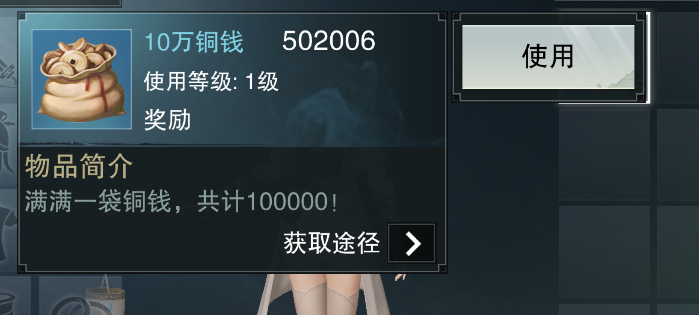 10万铜钱 502006
使用等级: 1级
奖励
使用
物品简介
满满一袋铜钱，共计100000!
获取途径